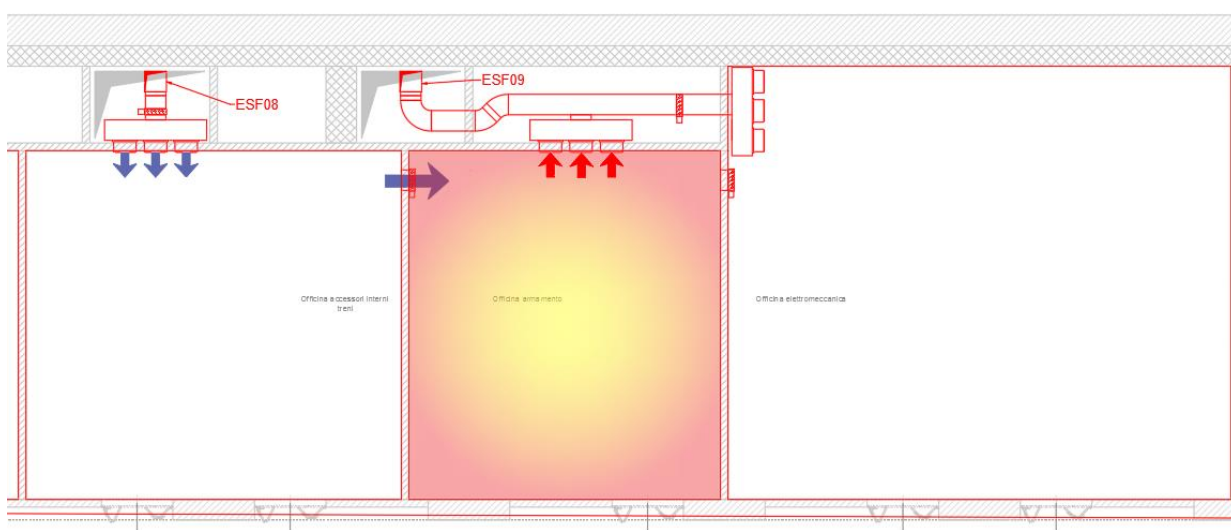 ESF08
ESF09
Officina accessori interni
treni
Officina armamento
Officina elettromeccanica